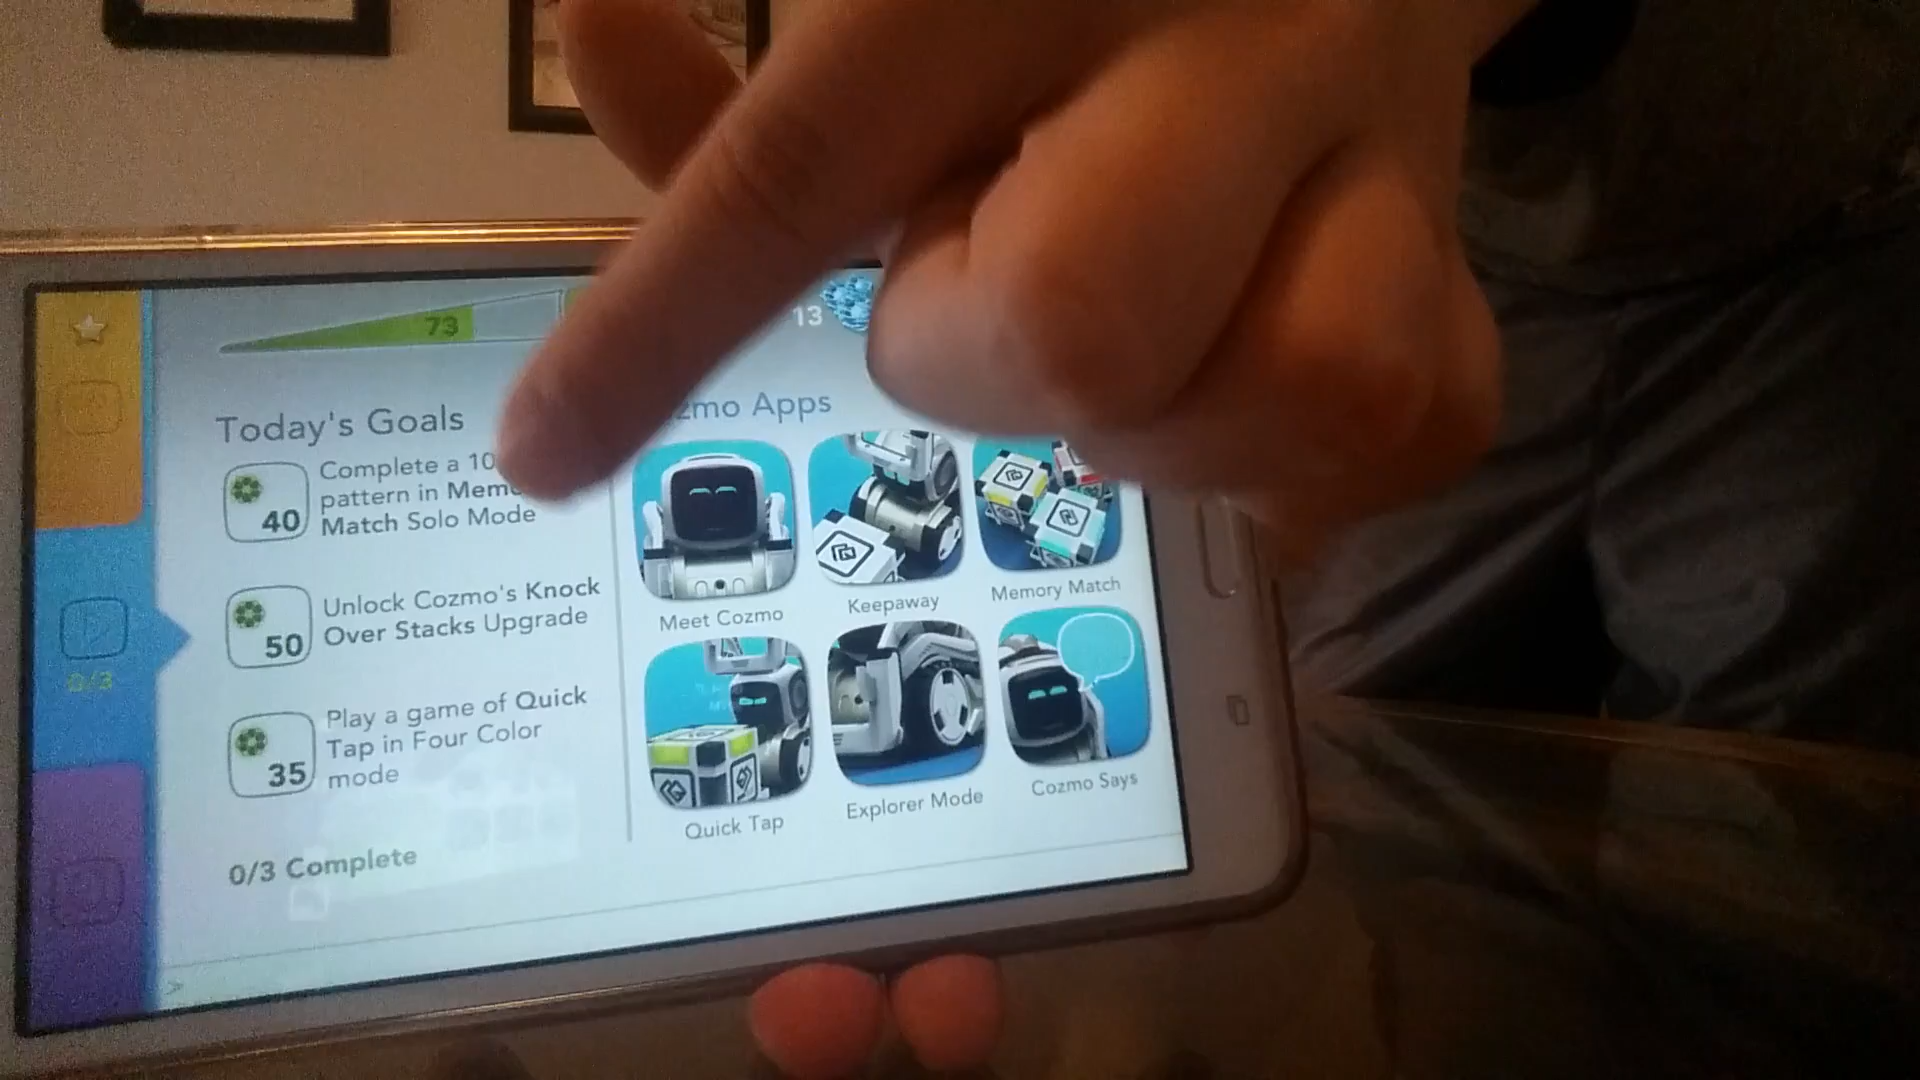 73
13
Today's Goals
40
Complete a 10
pattern in
Match Solo Mode
50
Unlock Cozmo's Knock
Over Stacks Upgrade
35
Play a game of Quick
Tap in Four Color
mode
0/3 Complete
0/3
Apps
Meet Cozmo
Keepaway
Memory Match
Quick Tap
Explorer Mode
Cozmo Says